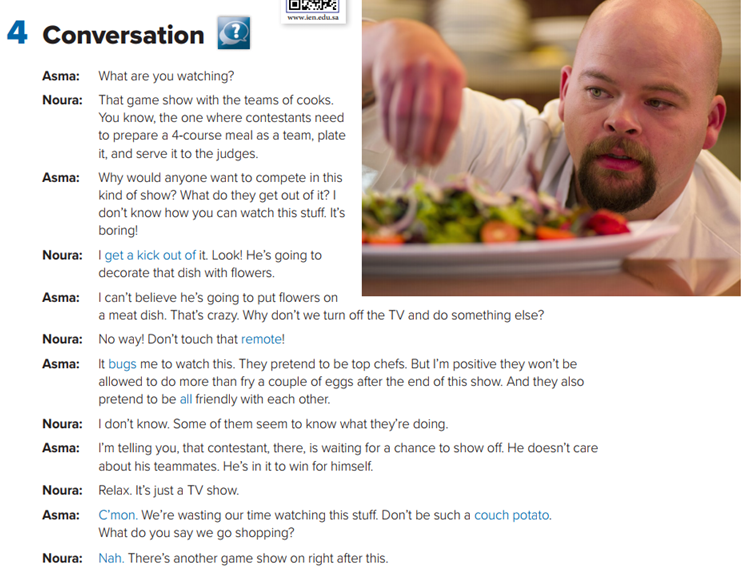 www.ien.edu.sa
4 Conversation
Asma: What are you watching?
Noura: That game show with the teams of cooks.
You know, the one where contestants need
to prepare a 4-course meal as a team, plate
it, and serve it to the judges.
Asma: Why would anyone want to compete in this
kind of show? What do they get out of it? I
don't know how you can watch this stuff. It's
boring!
Noura: I get a kick out of it. Look! He's going to
decorate that dish with flowers.
Asma: I can't believe he's going to put flowers on
a meat dish. That's crazy. Why don't we turn off the TV and do something else?
Noura: No way! Don't touch that remote!
Asma: It bugs me to watch this. They pretend to be top chefs. But I'm positive they won't be
allowed to do more than fry a couple of eggs after the end of this show. And they also
pretend to be all friendly with each other.
Noura: I don't know. Some of them seem to know what they're doing.
Asma: I'm telling you, that contestant, there, is waiting for a chance to show off. He doesn't care
about his teammates. He's in it to win for himself.
Noura: Relax. It's just a TV show.
Asma: C'mon. We're wasting our time watching this stuff. Don't be such a couch potato.
What do you say we go shopping?
Noura: Nah. There's another game show on right after this.